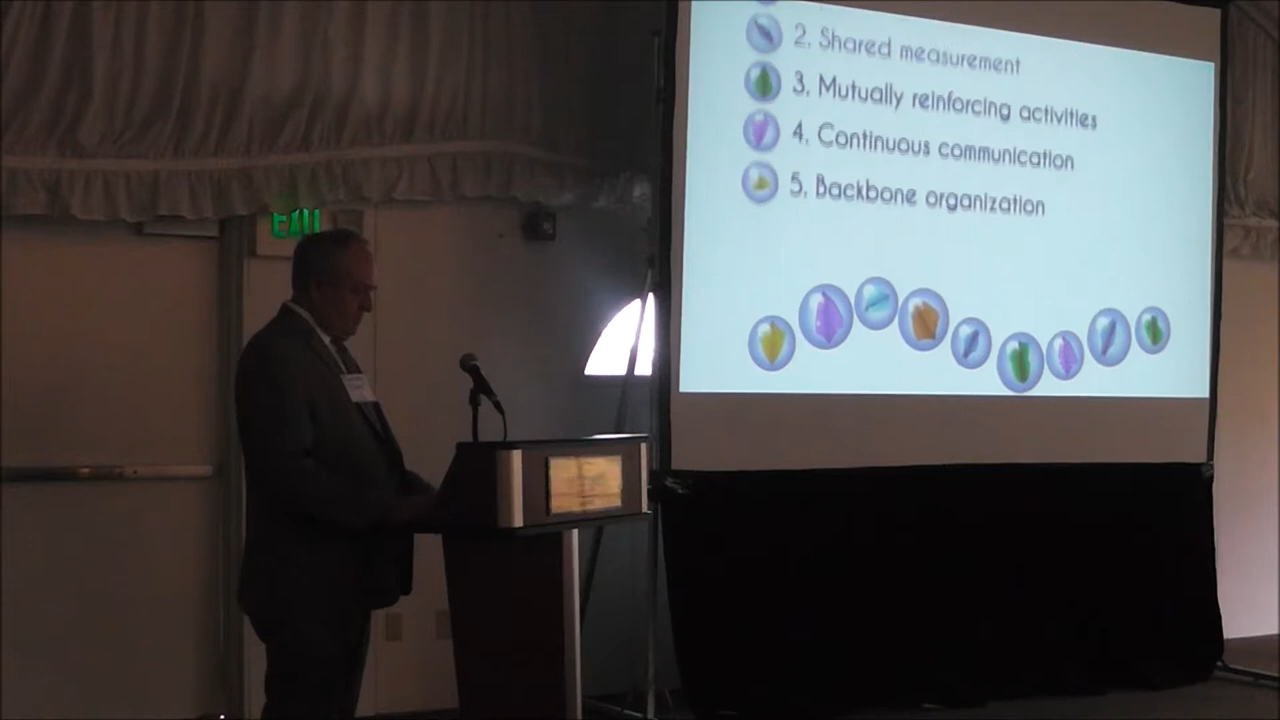 2. Shared measurement
3. Mutually reinforcing activities
4. Continuous communication
5. Backbone organization
EXIT